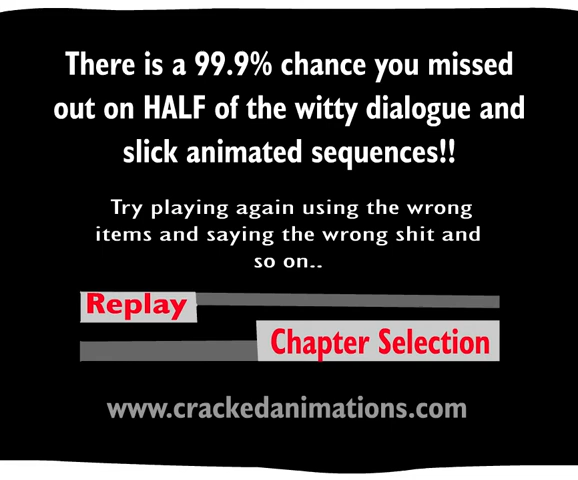 There is a 99.9% chance you missed
out on HALF of the witty dialogue and
slick animated sequences!!
Try playing again using the wrong
items and saying the wrong shit and
so on..
Replay
Chapter Selection
www.crackedanimations.com